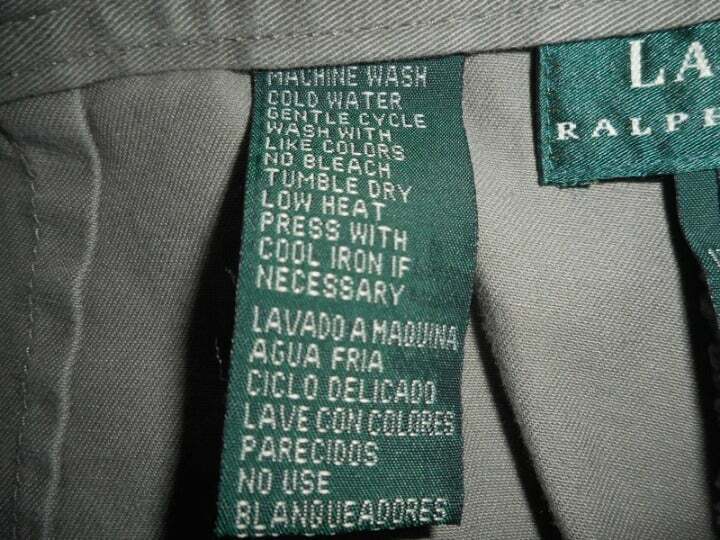 MACHINE WASH
COLD WATER
GENTLE CYCLE
WASH WITH
LIKE COLORS
NO BLEACH
TUMBLE DRY
LOW HEAT
PRESS WITH
COOL IRON IF
NECESSARY
LAVADO A MAQUINA
AGUA FRIA
CICLO DELICADO
LAVE CON COLORES
PARECIDOS
NO USE
BLANQUEADORES
LA
RALPH